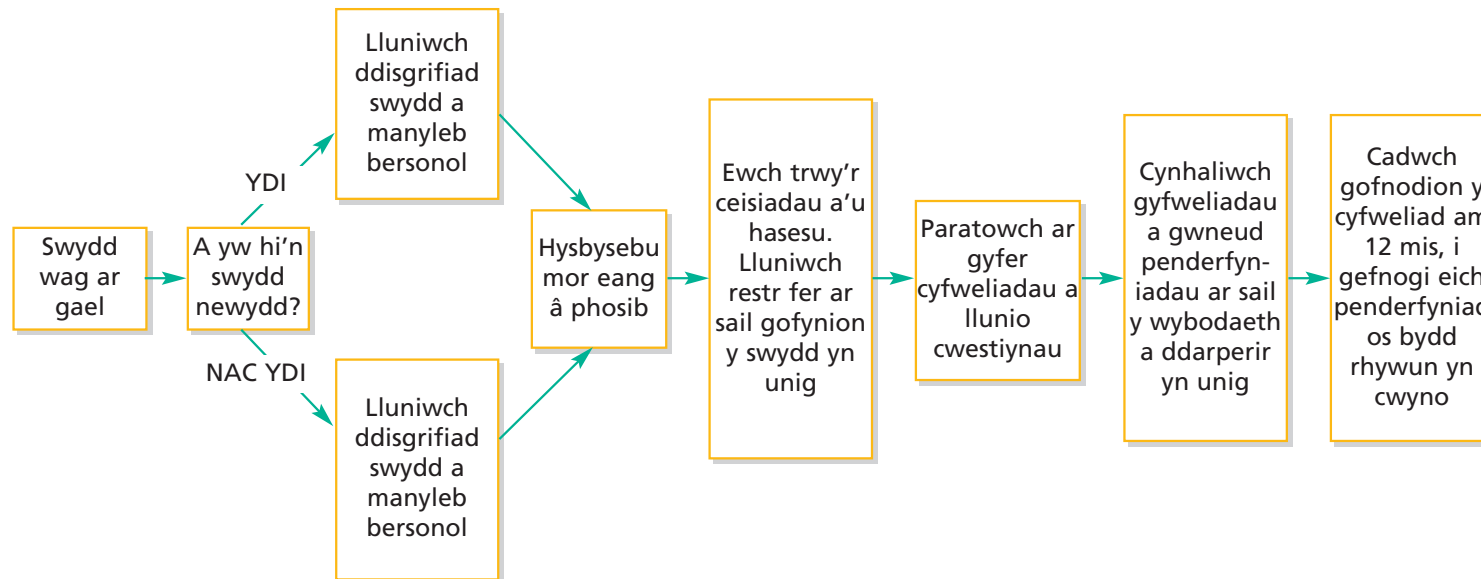 Swydd
wag ar
gael
A yw hi'n
swydd
newydd?
YDI
Lluniwch
ddisgrifiad
swydd a
manyleb
bersonol
NAC YDI
Lluniwch
ddisgrifiad
swydd a
manyleb
bersonol
Hysbysebu
mor eang
â phosib
Ewch trwy'r
ceisiadau a'u
hasesu.
Lluniwch
restr fer ar
sail gofynion
y swydd yn
unig
Paratowch ar
gyfer
cyfweliadau a
llunio
cwestiynau
Cynhaliwch
gyfweliadau
a gwneud
penderfyn-
iadau ar sail
y wybodaeth
a ddarperir
yn unig
Cadwch
gofnodion y
cyfweliad am
12 mis, i
gefnogi eich
penderfyniad
os bydd
rhywun yn
cwyno